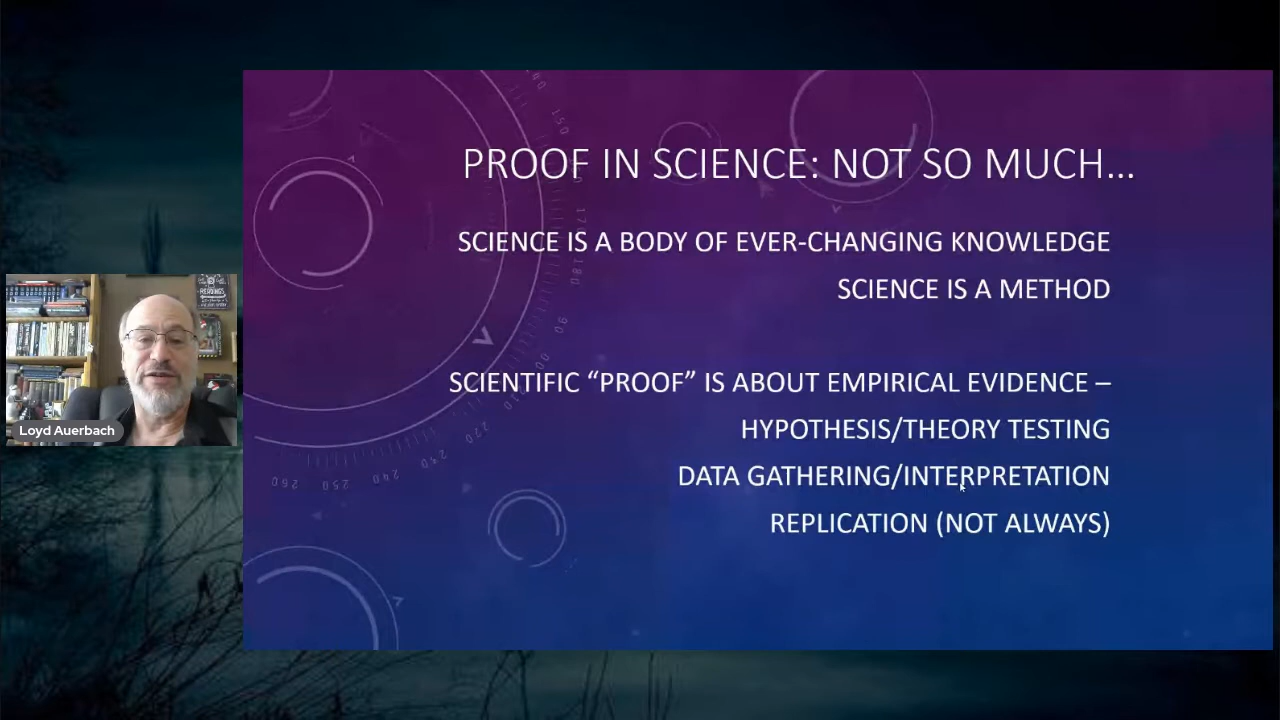 PROOF IN SCIENCE: NOT SO MUCH...
SCIENCE IS A BODY OF EVER-CHANGING KNOWLEDGE
SCIENCE IS A METHOD
SCIENTIFIC “PROOF” IS ABOUT EMPIRICAL EVIDENCE –
HYPOTHESIS/THEORY TESTING
DATA GATHERING/INTERPRETATION
REPLICATION (NOT ALWAYS)
Loyd Auerbach